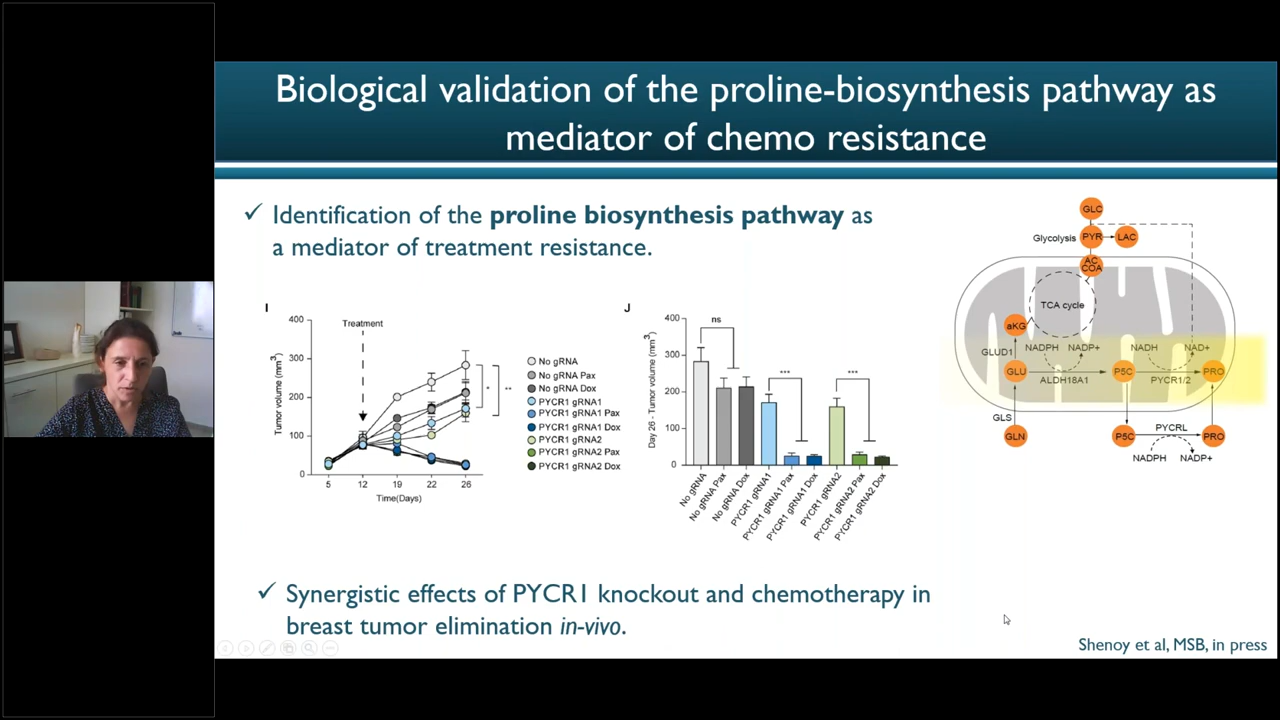 Biological validation of the proline-biosynthesis pathway as
mediator of chemo resistance
✓ Identification of the proline biosynthesis pathway as
a mediator of treatment resistance.
I
Treatment
Tumor volume (mm³)
400
300
200
100
0
5 12 19 22 26
Time(Days)
* **
No gRNA
No gRNA Pax
No gRNA Dox
PYCR1 gRNA1
PYCR1 gRNA1 Pax
PYCR1 gRNA1 Dox
PYCR1 gRNA2
PYCR1 gRNA2 Pax
PYCR1 gRNA2 Dox
J
Day 26 - Tumor volume (mm³)
400
300
200
100
0
ns
*** ***
No gRNA
No gRNA Pax
No gRNA Dox
PYCR1 gRNA1
PYCR1 gRNA1 Pax
PYCR1 gRNA1 Dox
PYCR1 gRNA2
PYCR1 gRNA2 Pax
PYCR1 gRNA2 Dox
GLC
Glycolysis PYR LAC
AC
COA
TCA cycle
aKG
NADPH NADP+ NADH NAD+
GLUD1
GLU P5C PRO
ALDH18A1 PYCR1/2
GLS
PYCRL
GLN P5C PRO
NADPH NADP+
✓ Synergistic effects of PYCR1 knockout and chemotherapy in
breast tumor elimination in-vivo.
Shenoy et al, MSB, in press